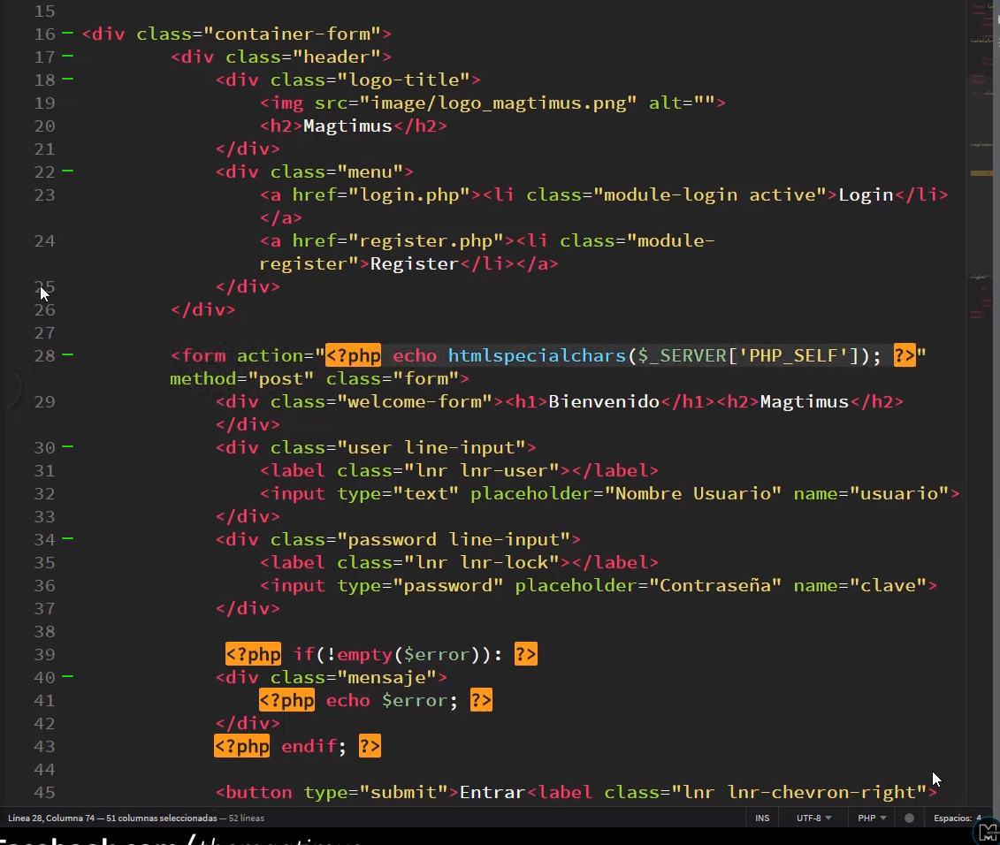 15
16 <div class="container-form">
17 <div class="header">
18 <div class="logo-title">
19 <img src="image/logo_magtimus.png" alt="">
20 <h2>Magtimus</h2>
21 </div>
22 <div class="menu">
23 <a href="login.php"><li class="module-login active">Login</li>
</a>
24 <a href="register.php"><li class="module-
register">Register</li></a>
25 </div>
26 </div>
27
28 <form action="<?php echo htmlspecialchars($_SERVER['PHP_SELF']); ?>"
method="post" class="form">
29 <div class="welcome-form"><h1>Bienvenido</h1><h2>Magtimus</h2>
</div>
30 <div class="user line-input">
31 <label class="lnr lnr-user"></label>
32 <input type="text" placeholder="Nombre Usuario" name="usuario">
33 </div>
34 <div class="password line-input">
35 <label class="lnr lnr-lock"></label>
36 <input type="password" placeholder="Contraseña" name="clave">
37 </div>
38
39 <?php if(!empty($error)): ?>
40 <div class="mensaje">
41 <?php echo $error; ?>
42 </div>
43 <?php endif; ?>
44
45 <button type="submit">Entrar<label class="lnr lnr-chevron-right">
Línea 28, Columna 74 — 51 columnas seleccionadas — 52 líneas INS UTF-8 PHP Espacios: 4